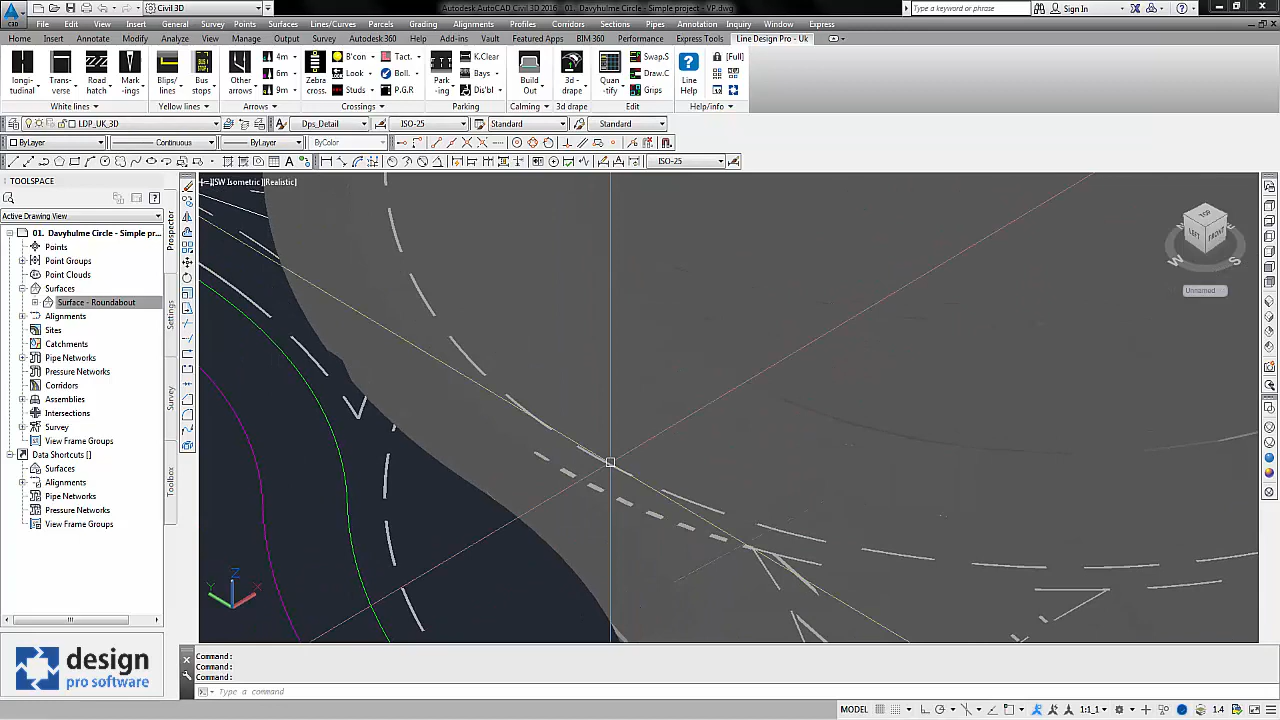 Civil 3D
Autodesk AutoCAD Civil 3D 2016 01. Davyhulme Circle - Simple project - VP.dwg
Type a keyword or phrase
Sign In
File Edit View Insert General Survey Points Surfaces Lines/Curves Parcels Grading Alignments Profiles Corridors Sections Pipes Annotation Inquiry Window Express
Home Insert Annotate Modify Analyze View Manage Output Survey Autodesk 360 Help Add-ins Vault Featured Apps BIM 360 Performance Express Tools Line Design Pro - Uk
longi- Trans- Road Mark Blips/ Bus Other 4m Zebra B'con Tact. Park K.Clear Build 3d - Quan Swap.S Line [Full]
tudinal verse hatch -ings lines stops arrows 6m cross. Look Boll. -ing Bays Out drape -tify Draw.C Help
9m P.G.R Dis'bl Grips
White lines Yellow lines Arrows Crossings Parking Calming 3d drape Edit Help/info
LDP_UK_3D Dps_Detail ISO-25 Standard Standard
ByLayer Continuous ByLayer ByColor
ISO-25
TOOLSPACE
Active Drawing View
01. Davyhulme Circle - Simple pr...
Points
Point Groups
Point Clouds
Surfaces
Surface - Roundabout
Alignments
Sites
Catchments
Pipe Networks
Pressure Networks
Corridors
Assemblies
Intersections
Survey
View Frame Groups
Data Shortcuts []
Surfaces
Alignments
Pipe Networks
Pressure Networks
View Frame Groups
Prospector
Settings
Survey
Toolbox
[SW Isometric][Realistic]
TOP
LEFT
FRONT
W
S
Unnamed
Z
Y
X
design
pro software
Command:
Command:
Command:
Type a command
MODEL 1:1_1 1.4